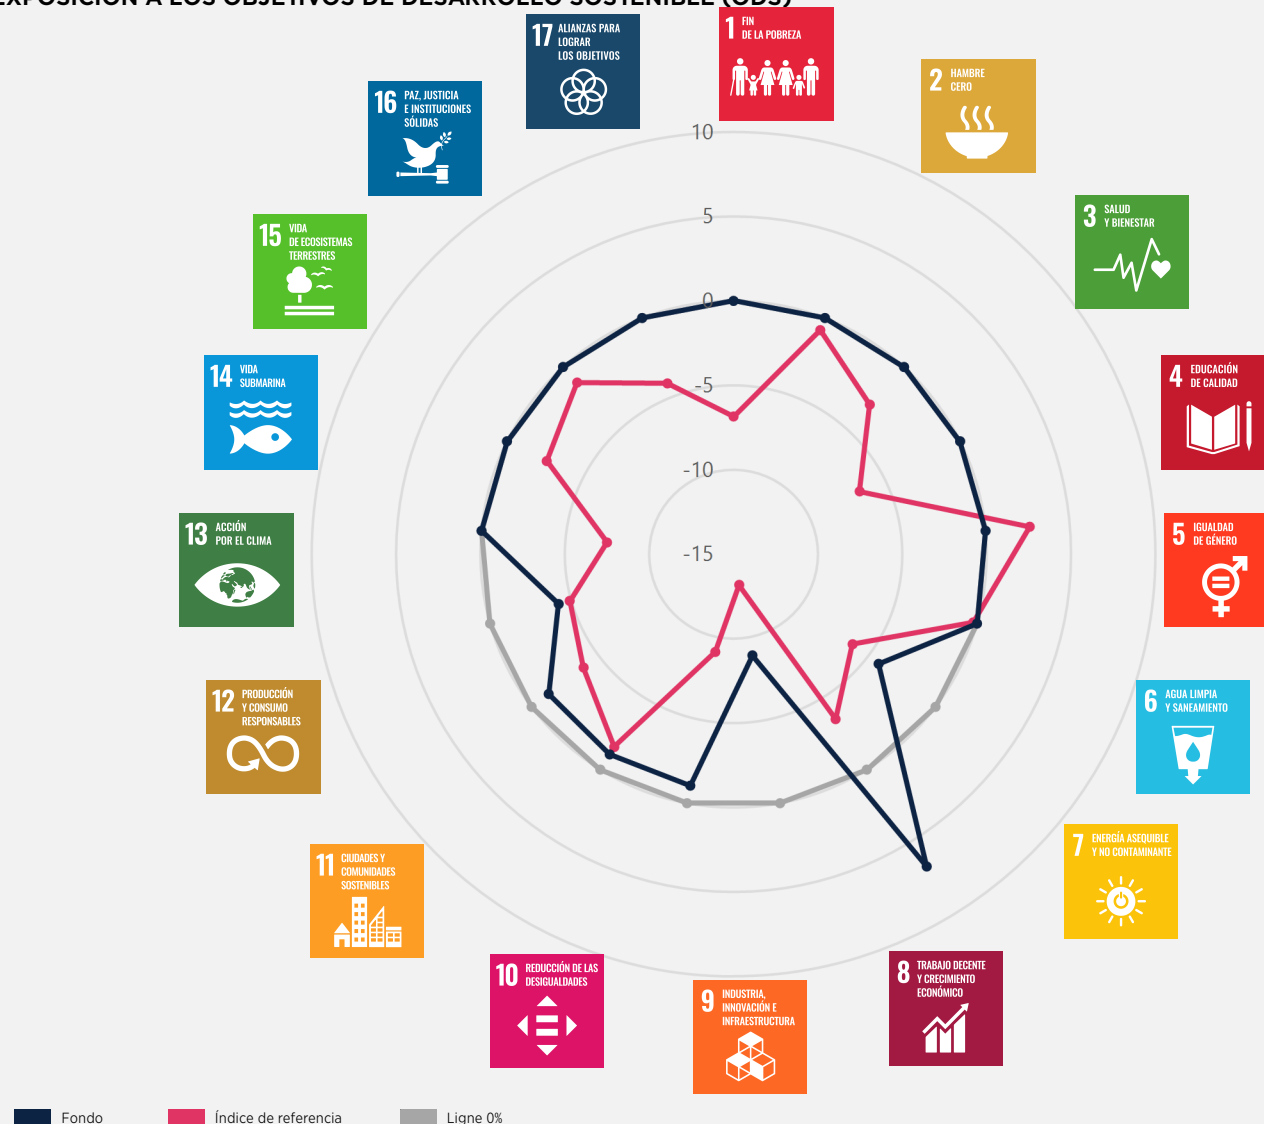 EXPOSICIÓN A LOS OBJETIVOS DE DESARROLLO SOSTENIBLE (ODS)
1 FIN
DE LA POBREZA
2 HAMBRE
CERO
3 SALUD
Y BIENESTAR
4 EDUCACIÓN
DE CALIDAD
5 IGUALDAD
DE GÉNERO
6 AGUA LIMPIA
Y SANEAMIENTO
7 ENERGÍA ASEQUIBLE
Y NO CONTAMINANTE
8 TRABAJO DECENTE
Y CRECIMIENTO
ECONÓMICO
9 INDUSTRIA,
INNOVACIÓN E
INFRAESTRUCTURA
10 REDUCCIÓN DE LAS
DESIGUALDADES
11 CIUDADES Y
COMUNIDADES
SOSTENIBLES
12 PRODUCCIÓN
Y CONSUMO
RESPONSABLES
13 ACCIÓN
POR EL CLIMA
14 VIDA
SUBMARINA
15 VIDA
DE ECOSISTEMAS
TERRESTRES
16 PAZ, JUSTICIA
E INSTITUCIONES
SÓLIDAS
17 ALIANZAS PARA
LOGRAR
LOS OBJETIVOS
10
5
0
-5
-10
-15
Fondo
Índice de referencia
Ligne 0%